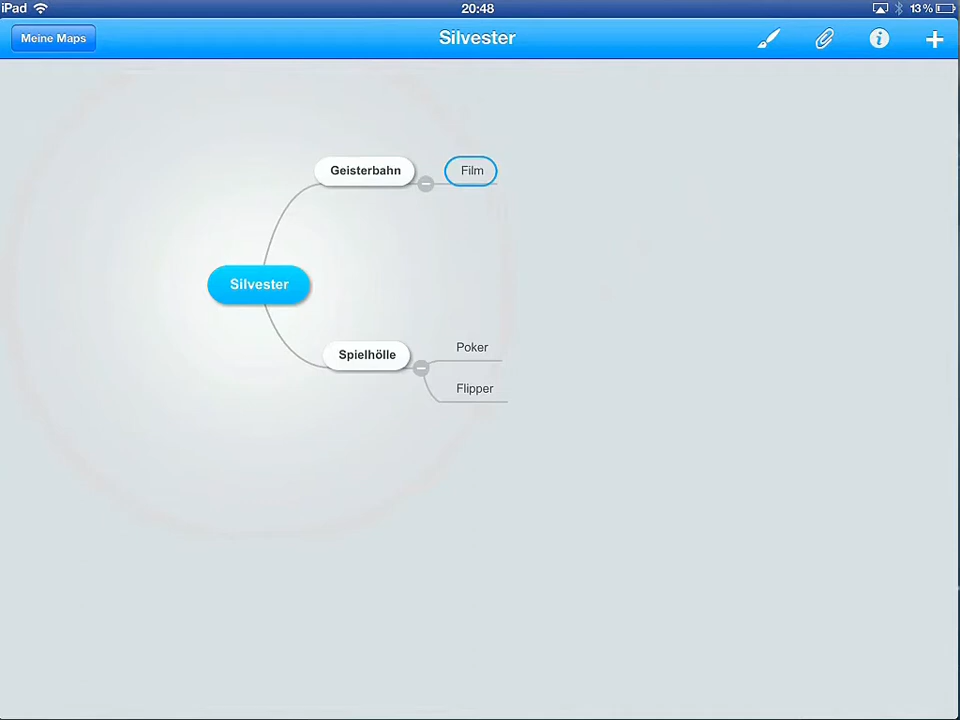 iPad 20:48 13 %
Meine Maps Silvester
Geisterbahn Film
Silvester
Spielhölle Poker
Flipper